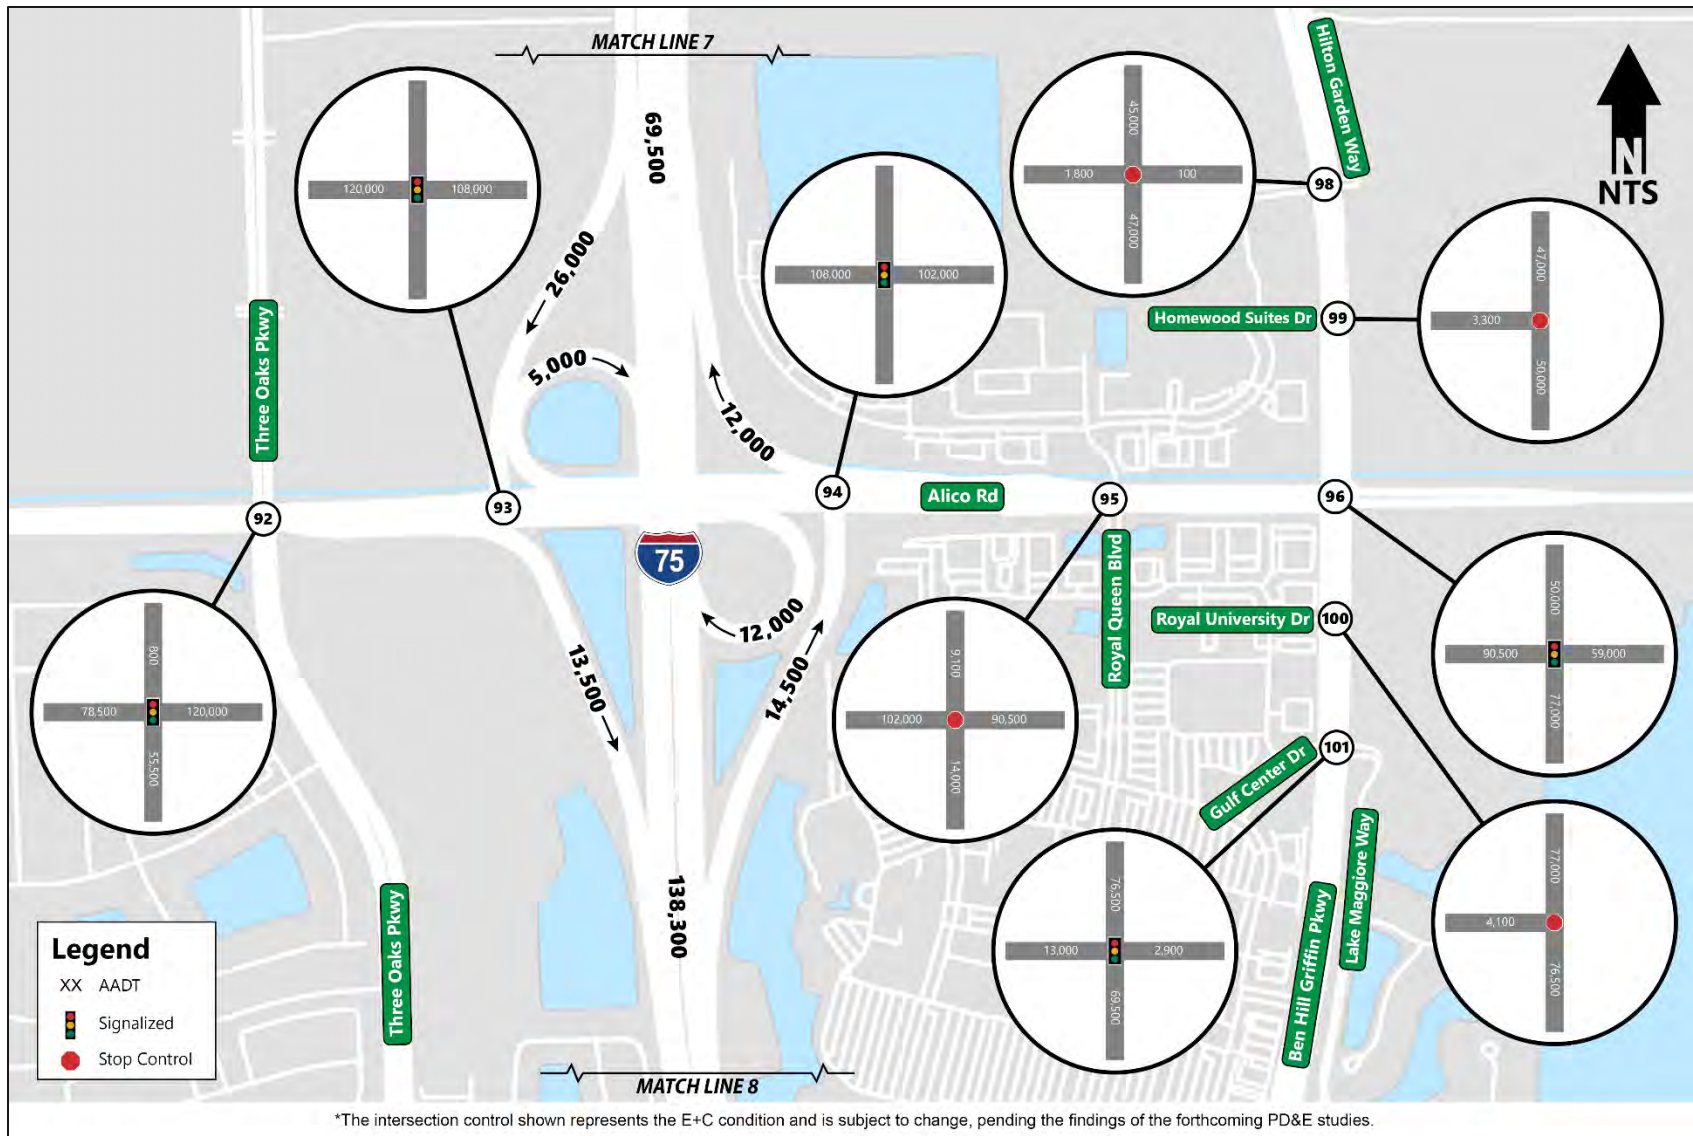 MATCH LINE 7
Hilton Garden Way
N
NTS
69,500
120,000
108,000
108,000
102,000
45,000
1,800
100
47,000
98
47,000
3,300
50,000
Homewood Suites Dr
99
26,000
5,000
12,000
Three Oaks Pkwy
92
93
94
Alico Rd
95
96
75
12,000
13,500
14,500
Royal Queen Blvd
Royal University Dr
100
50,000
90,500
59,000
77,000
800
78,500
120,000
55,500
9,100
102,000
90,500
14,000
101
Gulf Center Dr
Lake Maggiore Way
Ben Hill Griffin Pkwy
77,000
4,100
76,500
76,500
13,000
2,900
69,500
138,300
Three Oaks Pkwy
Legend
XX AADT
Signalized
Stop Control
MATCH LINE 8
*The intersection control shown represents the E+C condition and is subject to change, pending the findings of the forthcoming PD&E studies.